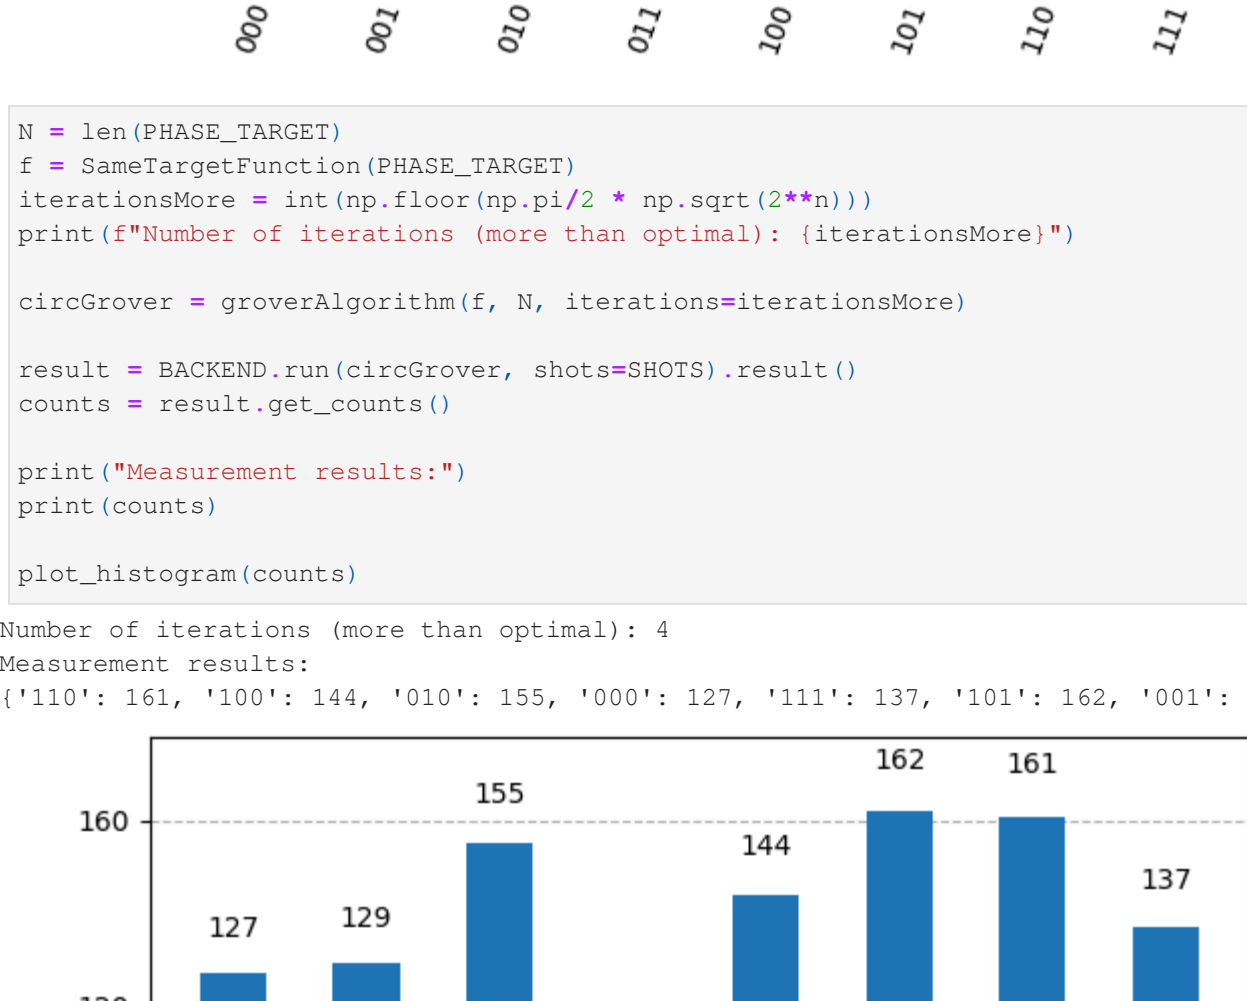 000 001 010 011 100 101 110 111
N = len(PHASE_TARGET)
f = SameTargetFunction(PHASE_TARGET)
iterationsMore = int(np.floor(np.pi/2 * np.sqrt(2**n)))
print(f"Number of iterations (more than optimal): {iterationsMore}")
circGrover = groverAlgorithm(f, N, iterations=iterationsMore)
result = BACKEND.run(circGrover, shots=SHOTS).result()
counts = result.get_counts()
print("Measurement results:")
print(counts)
plot_histogram(counts)
Number of iterations (more than optimal): 4
Measurement results:
{'110': 161, '100': 144, '010': 155, '000': 127, '111': 137, '101': 162, '001':
162 161
155
160
144
137
127 129